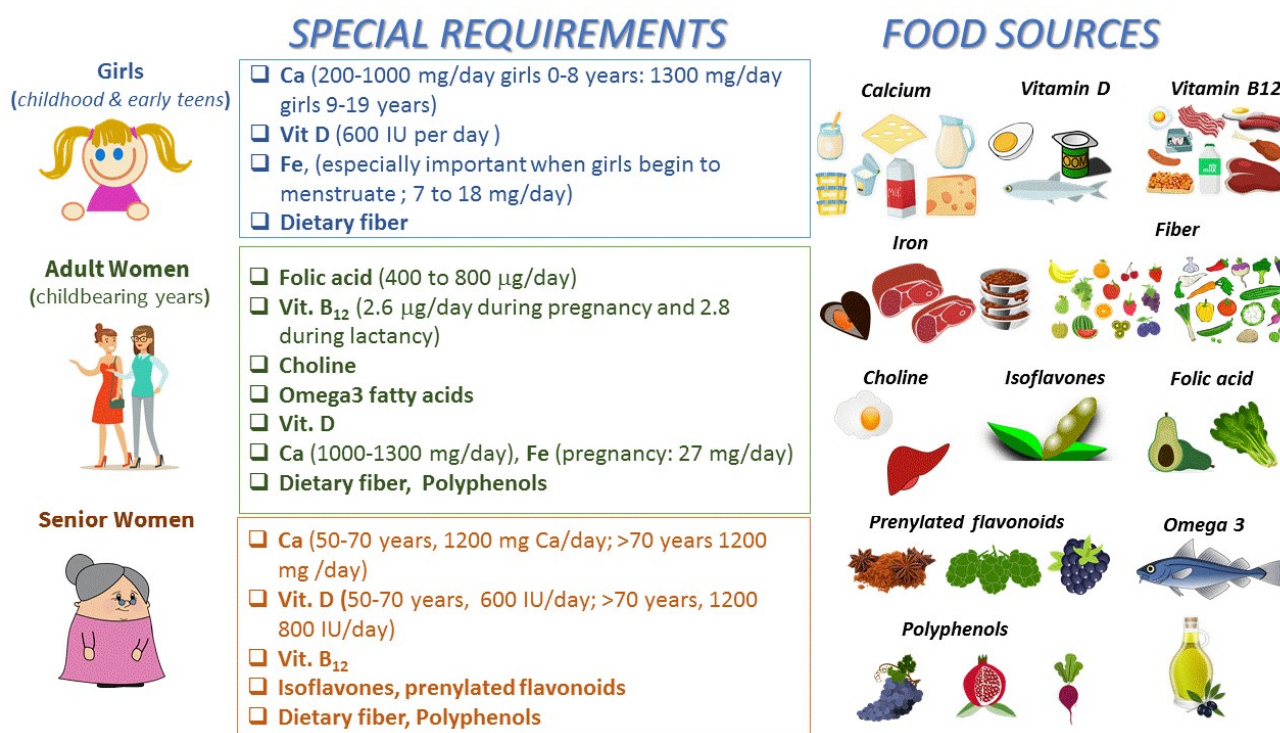 SPECIAL REQUIREMENTS
FOOD SOURCES
Girls
(childhood & early teens)
❑ Ca (200-1000 mg/day girls 0-8 years: 1300 mg/day
girls 9-19 years)
❑ Vit D (600 IU per day )
❑ Fe, (especially important when girls begin to
menstruate ; 7 to 18 mg/day)
❑ Dietary fiber
Adult Women
(childbearing years)
❑ Folic acid (400 to 800 µg/day)
❑ Vit. B12 (2.6 µg/day during pregnancy and 2.8
during lactancy)
❑ Choline
❑ Omega3 fatty acids
❑ Vit. D
❑ Ca (1000-1300 mg/day), Fe (pregnancy: 27 mg/day)
❑ Dietary fiber, Polyphenols
Senior Women
❑ Ca (50-70 years, 1200 mg Ca/day; >70 years 1200
mg /day)
❑ Vit. D (50-70 years, 600 IU/day; >70 years, 1200
800 IU/day)
❑ Vit. B12
❑ Isoflavones, prenylated flavonoids
❑ Dietary fiber, Polyphenols
Calcium
Vitamin D
Vitamin B12
Iron
Fiber
Choline
Isoflavones
Folic acid
Prenylated flavonoids
Omega 3
Polyphenols